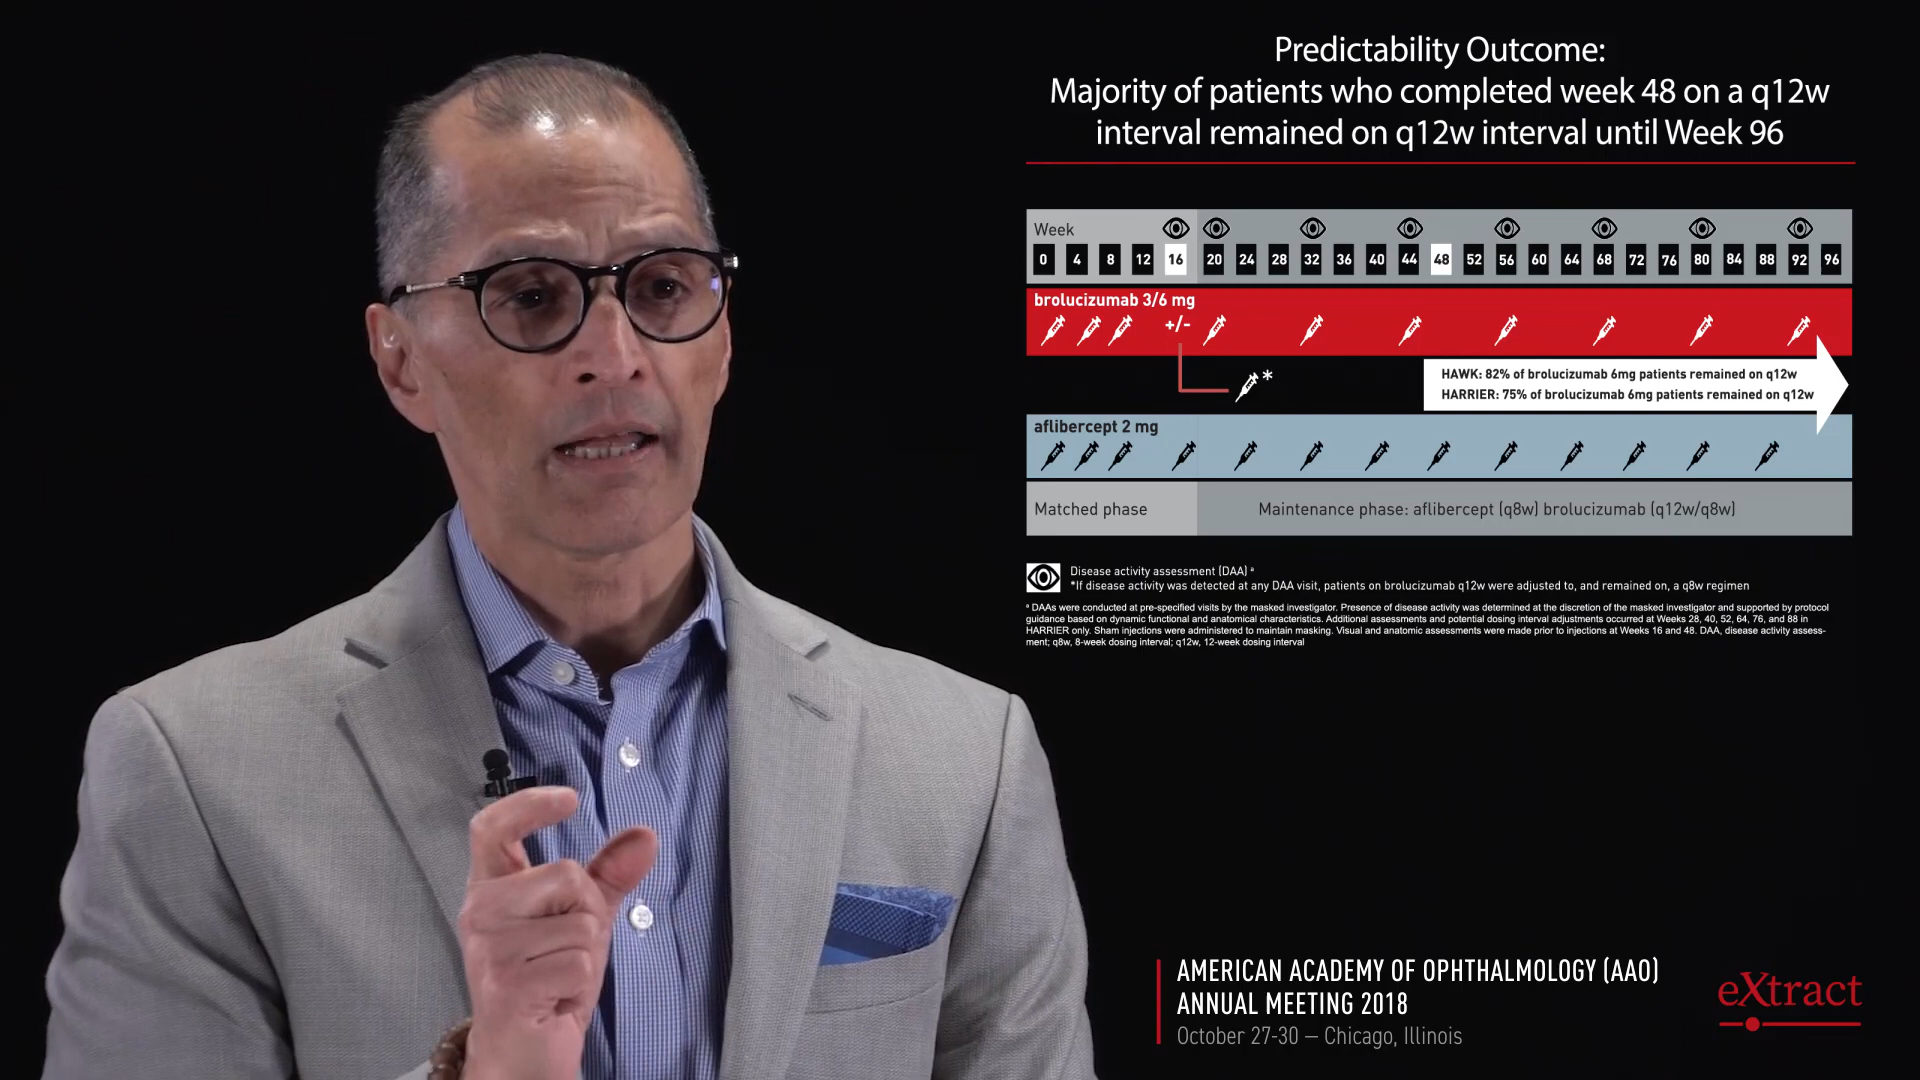 Predictability Outcome:
Majority of patients who completed week 48 on a q12w
interval remained on q12w interval until Week 96
Week
0 4 8 12 16 20 24 28 32 36 40 44 48 52 56 60 64 68 72 76 80 84 88 92 96
brolucizumab 3/6 mg
+/-
*
HAWK: 82% of brolucizumab 6mg patients remained on q12w
HARRIER: 75% of brolucizumab 6mg patients remained on q12w
aflibercept 2 mg
Matched phase
Maintenance phase: aflibercept (q8w) brolucizumab (q12w/q8w)
Disease activity assessment (DAA) ª
*If disease activity was detected at any DAA visit, patients on brolucizumab q12w were adjusted to, and remained on, a q8w regimen
ª DAAs were conducted at pre-specified visits by the masked investigator. Presence of disease activity was determined at the discretion of the masked investigator and supported by protocol
guidance based on dynamic functional and anatomical characteristics. Additional assessments and potential dosing interval adjustments occurred at Weeks 28, 40, 52, 64, 76, and 88 in
HARRIER only. Sham injections were administered to maintain masking. Visual and anatomic assessments were made prior to injections at Weeks 16 and 48. DAA, disease activity assess-
ment; q8w, 8-week dosing interval; q12w, 12-week dosing interval
AMERICAN ACADEMY OF OPHTHALMOLOGY (AAO)
ANNUAL MEETING 2018
October 27-30 – Chicago, Illinois
eXtract